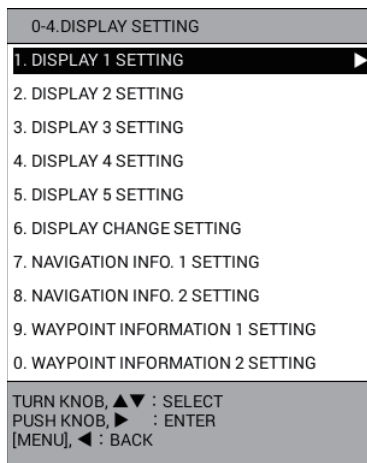 0-4.DISPLAY SETTING
1. DISPLAY 1 SETTING ▶
2. DISPLAY 2 SETTING
3. DISPLAY 3 SETTING
4. DISPLAY 4 SETTING
5. DISPLAY 5 SETTING
6. DISPLAY CHANGE SETTING
7. NAVIGATION INFO. 1 SETTING
8. NAVIGATION INFO. 2 SETTING
9. WAYPOINT INFORMATION 1 SETTING
0. WAYPOINT INFORMATION 2 SETTING
TURN KNOB, ▲▼ : SELECT
PUSH KNOB, ▶ : ENTER
[MENU], ◀ : BACK